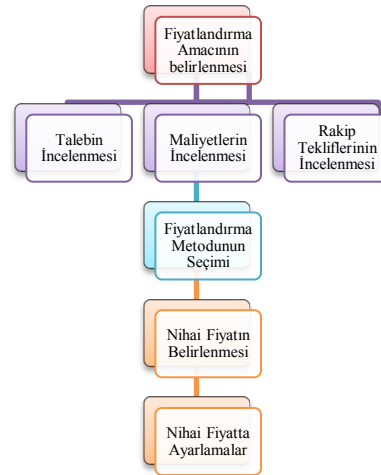 Fiyatlandırma
Amacının
belirlenmesi
Talebin
İncelenmesi
Maliyetlerin
İncelenmesi
Rakip
Tekliflerinin
İncelenmesi
Fiyatlandırma
Metodunun
Seçimi
Nihai Fiyatın
Belirlenmesi
Nihai Fiyatta
Ayarlamalar